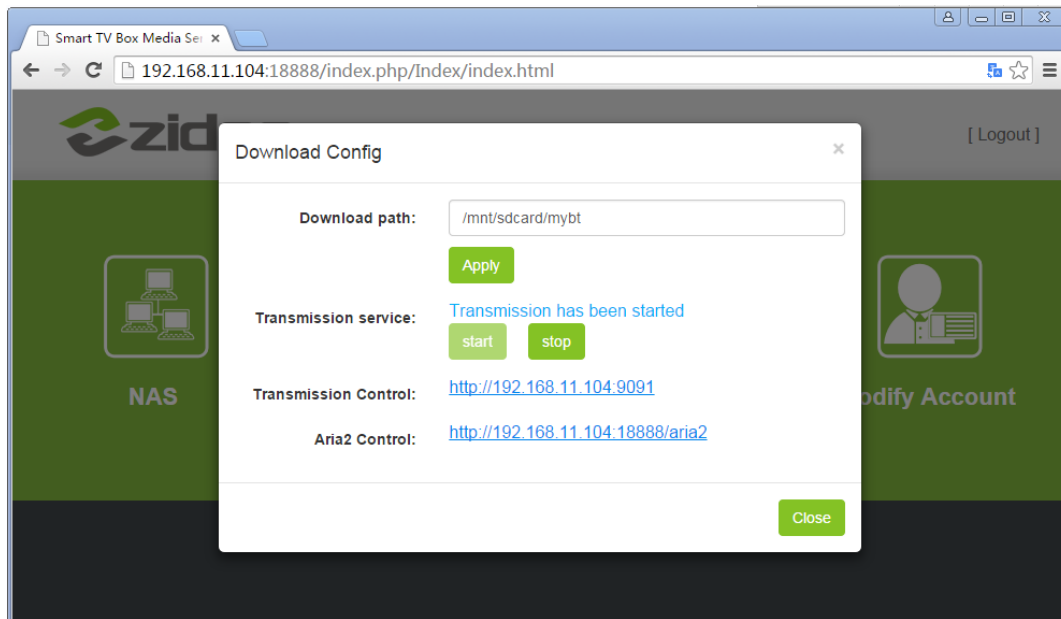 Smart TV Box Media Ser
192.168.11.104:18888/index.php/Index/index.html
[ Logout ]
Download Config
Download path:
/mnt/sdcard/mybt
Apply
Transmission service:
Transmission has been started
start
stop
Transmission Control:
http://192.168.11.104:9091
Aria2 Control:
http://192.168.11.104:18888/aria2
Close
NAS
odify Account